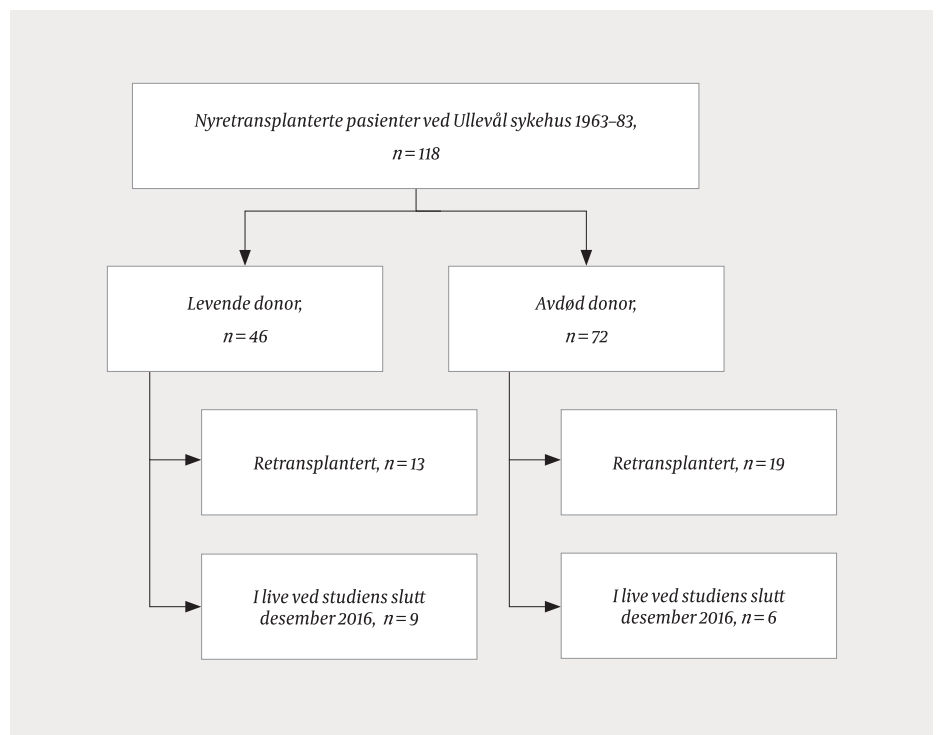 Nyretransplanterte pasienter ved Ullevål sykehus 1963–83,
n = 118
Levende donor,
n = 46
Avdød donor,
n = 72
Retransplantert, n = 13
Retransplantert, n = 19
I live ved studiens slutt
desember 2016, n = 9
I live ved studiens slutt
desember 2016, n = 6